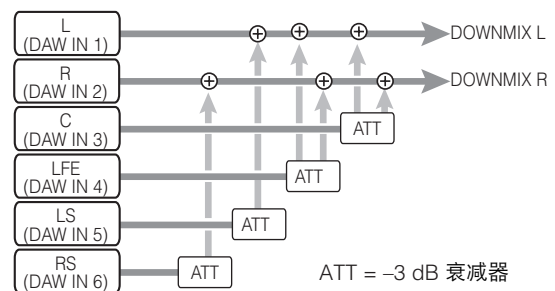 L
(DAW IN 1)
DOWNMIX L
R
(DAW IN 2)
DOWNMIX R
C
(DAW IN 3)
ATT
LFE
(DAW IN 4)
ATT
LS
(DAW IN 5)
ATT
RS
(DAW IN 6)
ATT
ATT = –3 dB 衰减器